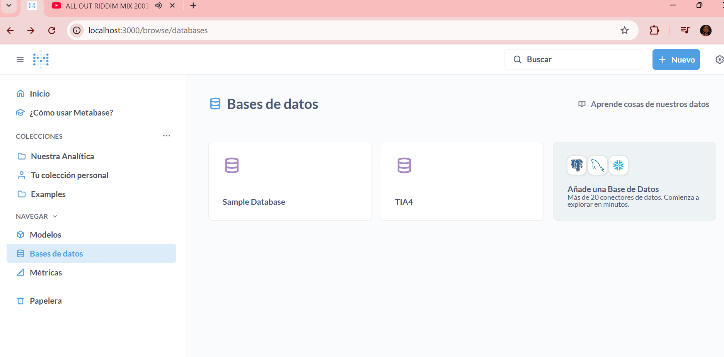 ALL OUT RIDDIM MIX 2003
localhost:3000/browse/databases
Buscar
+ Nuevo
Inicio
¿Cómo usar Metabase?
COLECCIONES
Nuestra Analítica
Tu colección personal
Examples
NAVEGAR
Modelos
Bases de datos
Métricas
Papelera
Bases de datos
Aprende cosas de nuestros datos
Sample Database
TIA4
Añade una Base de Datos
Más de 20 conectores de datos. Comienza a
explorar en minutos.